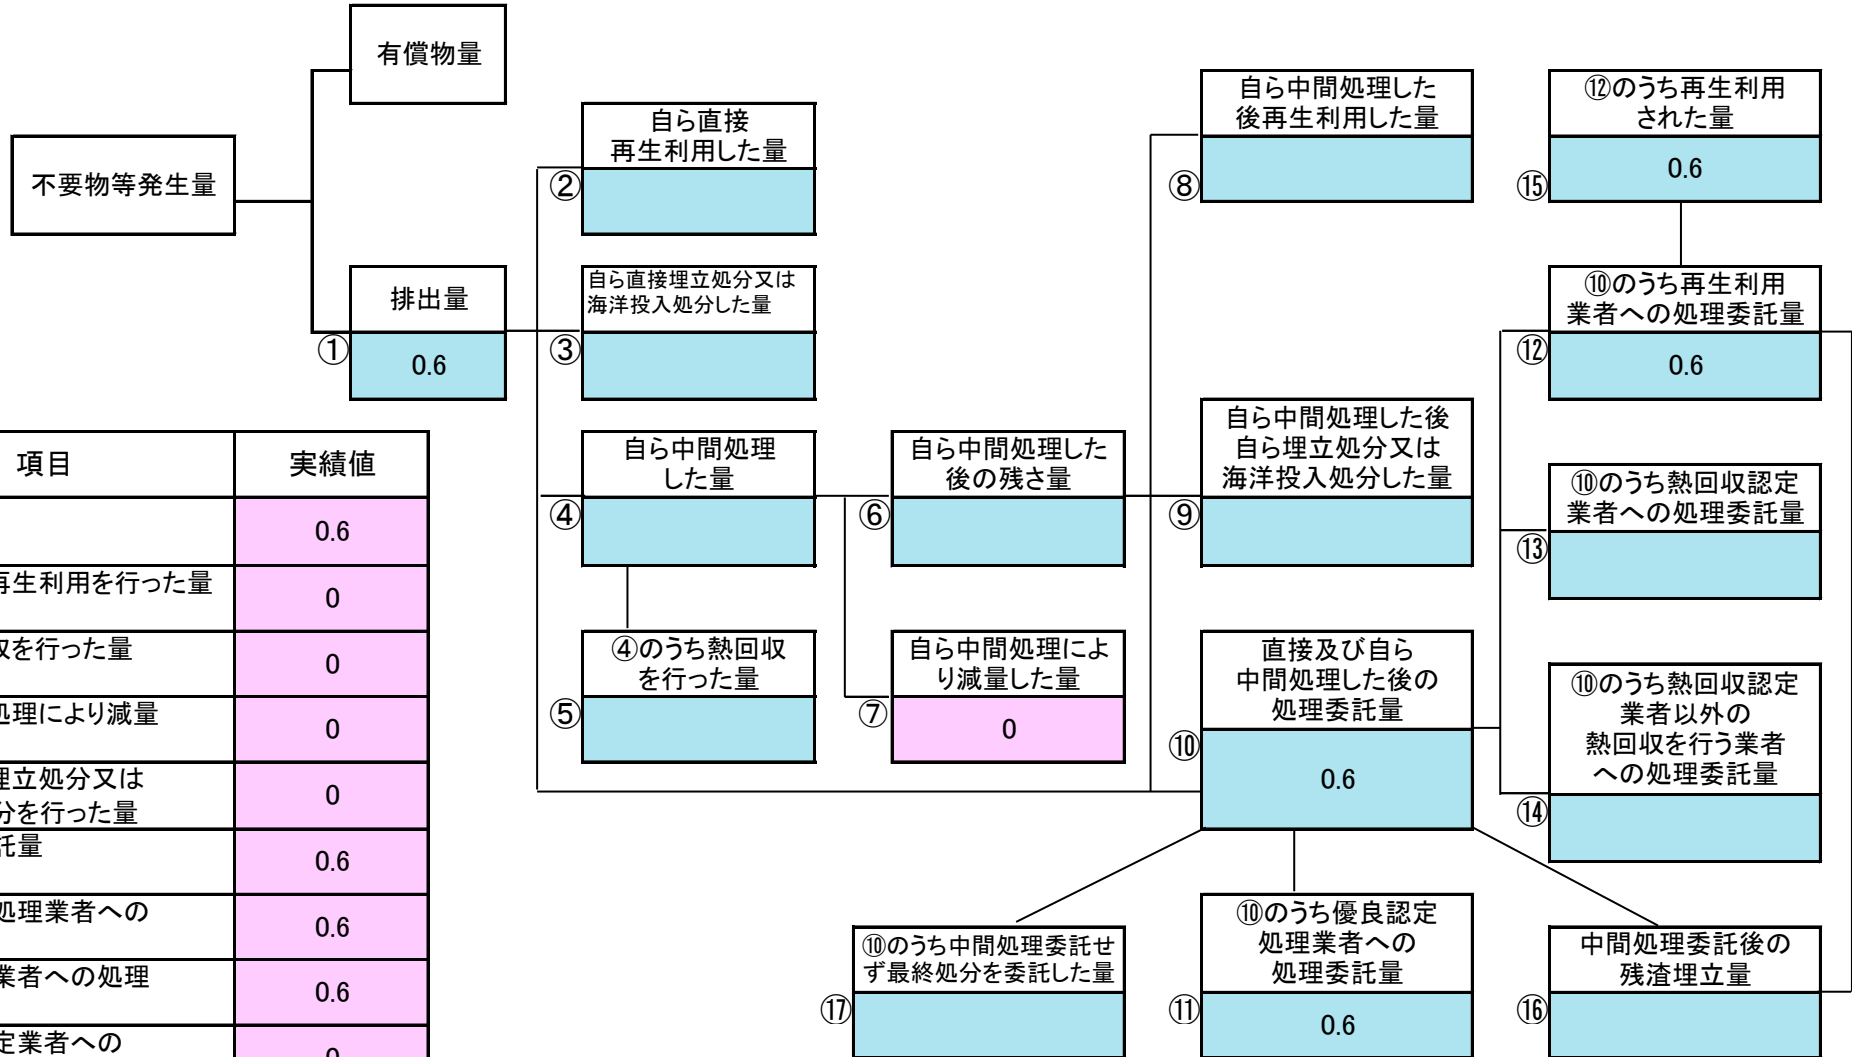 有償物量
不要物等発生量
排出量
①
0.6
自ら直接
再生利用した量
②
自ら直接埋立処分又は
海洋投入処分した量
③
自ら中間処理
した量
④
④のうち熱回収
を行った量
⑤
自ら中間処理した
後の残さ量
⑥
自ら中間処理によ
り減量した量
⑦
0
自ら中間処理した
後再生利用した量
⑧
自ら中間処理した後
自ら埋立処分又は
海洋投入処分した量
⑨
直接及び自ら
中間処理した後の
処理委託量
⑩
0.6
⑫のうち再生利用
された量
⑮
0.6
⑩のうち再生利用
業者への処理委託量
⑫
0.6
⑩のうち熱回収認定
業者への処理委託量
⑬
⑩のうち熱回収認定
業者以外の
熱回収を行う業者
への処理委託量
⑭
⑩のうち中間処理委託せ
ず最終処分を委託した量
⑰
⑩のうち優良認定
処理業者への
処理委託量
⑪
0.6
中間処理委託後の
残渣埋立量
⑯
項目 実績値
0.6
再生利用を行った量 0
を行った量 0
処理により減量 0
埋立処分又は
分を行った量 0
託量 0.6
処理業者への 0.6
業者への処理 0.6
定業者への